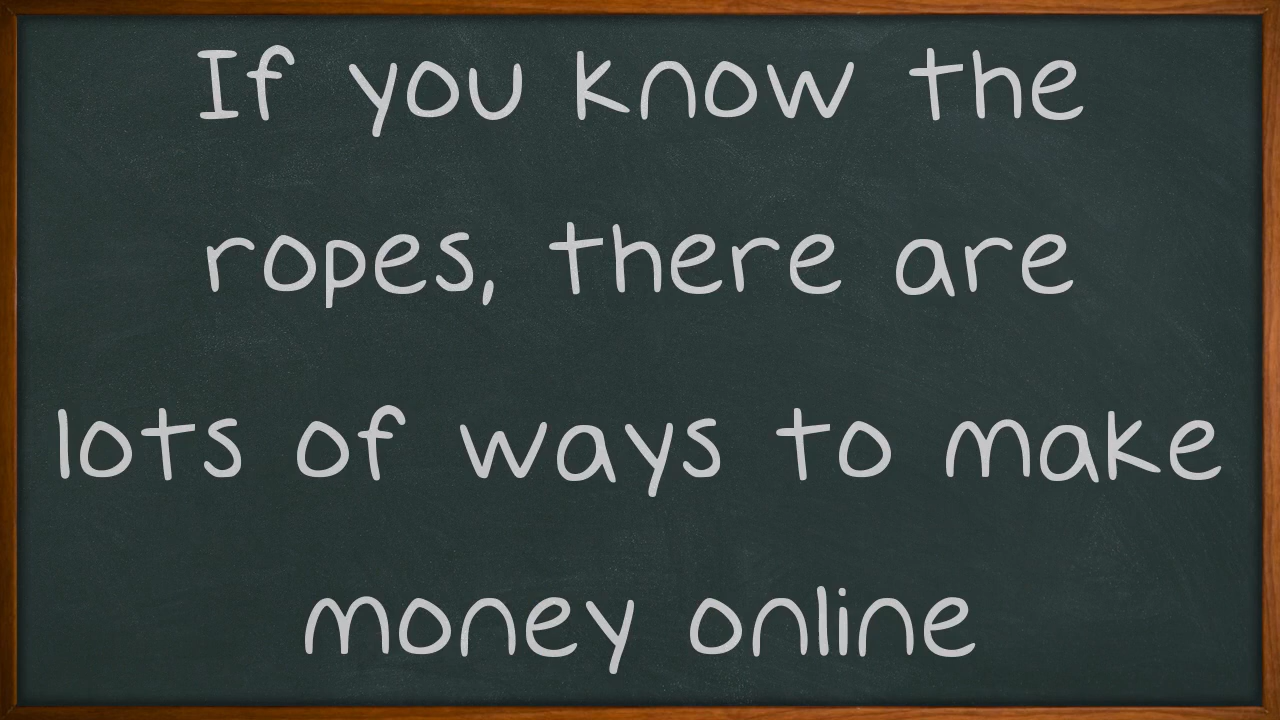 If you know the
ropes, there are
lots of ways to make
money online